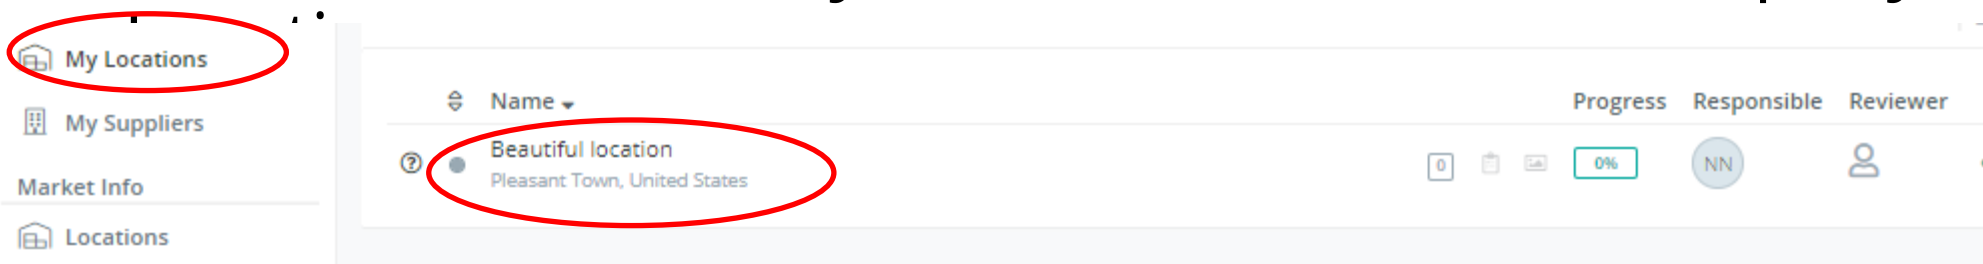 My Locations
My Suppliers
Market Info
Locations
Name Progress Responsible Reviewer
Beautiful location
Pleasant Town, United States
0 0% NN